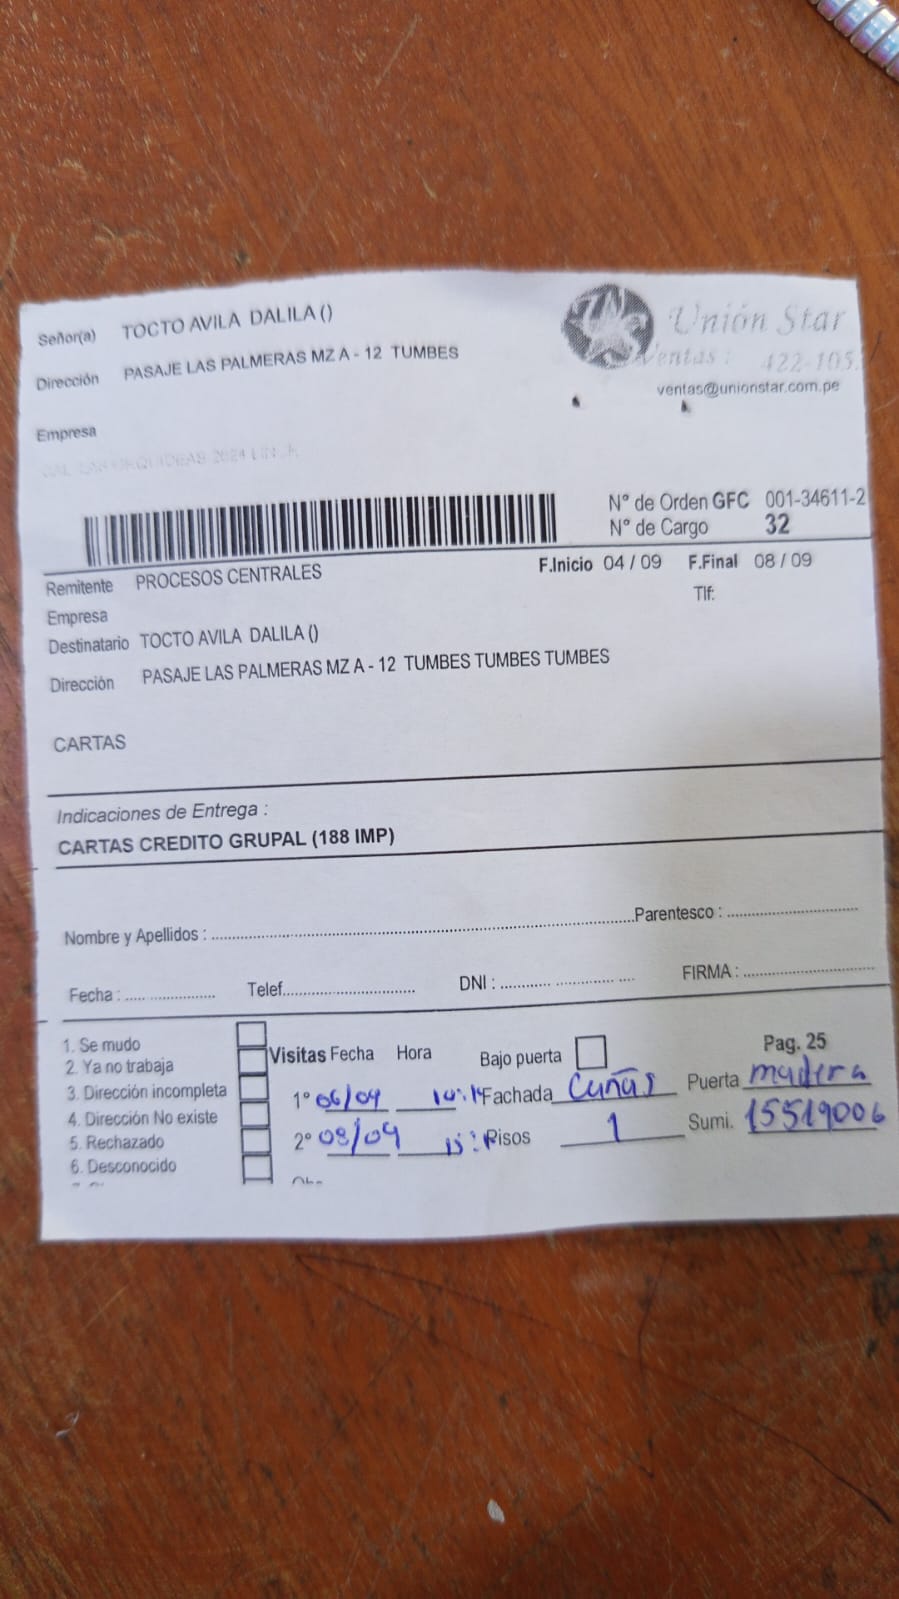 Señor(a) TOCTO AVILA DALILA ()
Unión Star
Dirección PASAJE LAS PALMERAS MZ A - 12 TUMBES
Ventas : 422-105
ventas@unionstar.com.pe
Empresa
N° de Orden GFC 001-34611-2
N° de Cargo 32
F.Inicio 04 / 09 F.Final 08 / 09
Remitente PROCESOS CENTRALES
Tlf:
Empresa
Destinatario TOCTO AVILA DALILA ()
Dirección PASAJE LAS PALMERAS MZ A - 12 TUMBES TUMBES TUMBES
CARTAS
Indicaciones de Entrega :
CARTAS CREDITO GRUPAL (188 IMP)
Nombre y Apellidos : Parentesco :
Fecha : Telef. DNI : FIRMA :
1. Se mudo
2. Ya no trabaja
3. Dirección incompleta
4. Dirección No existe
5. Rechazado
6. Desconocido
Visitas Fecha Hora Bajo puerta Pag. 25
1° 06/09 Fachada Cañas Puerta madera
2° 08/09 Pisos 1 Sumi. 15519006